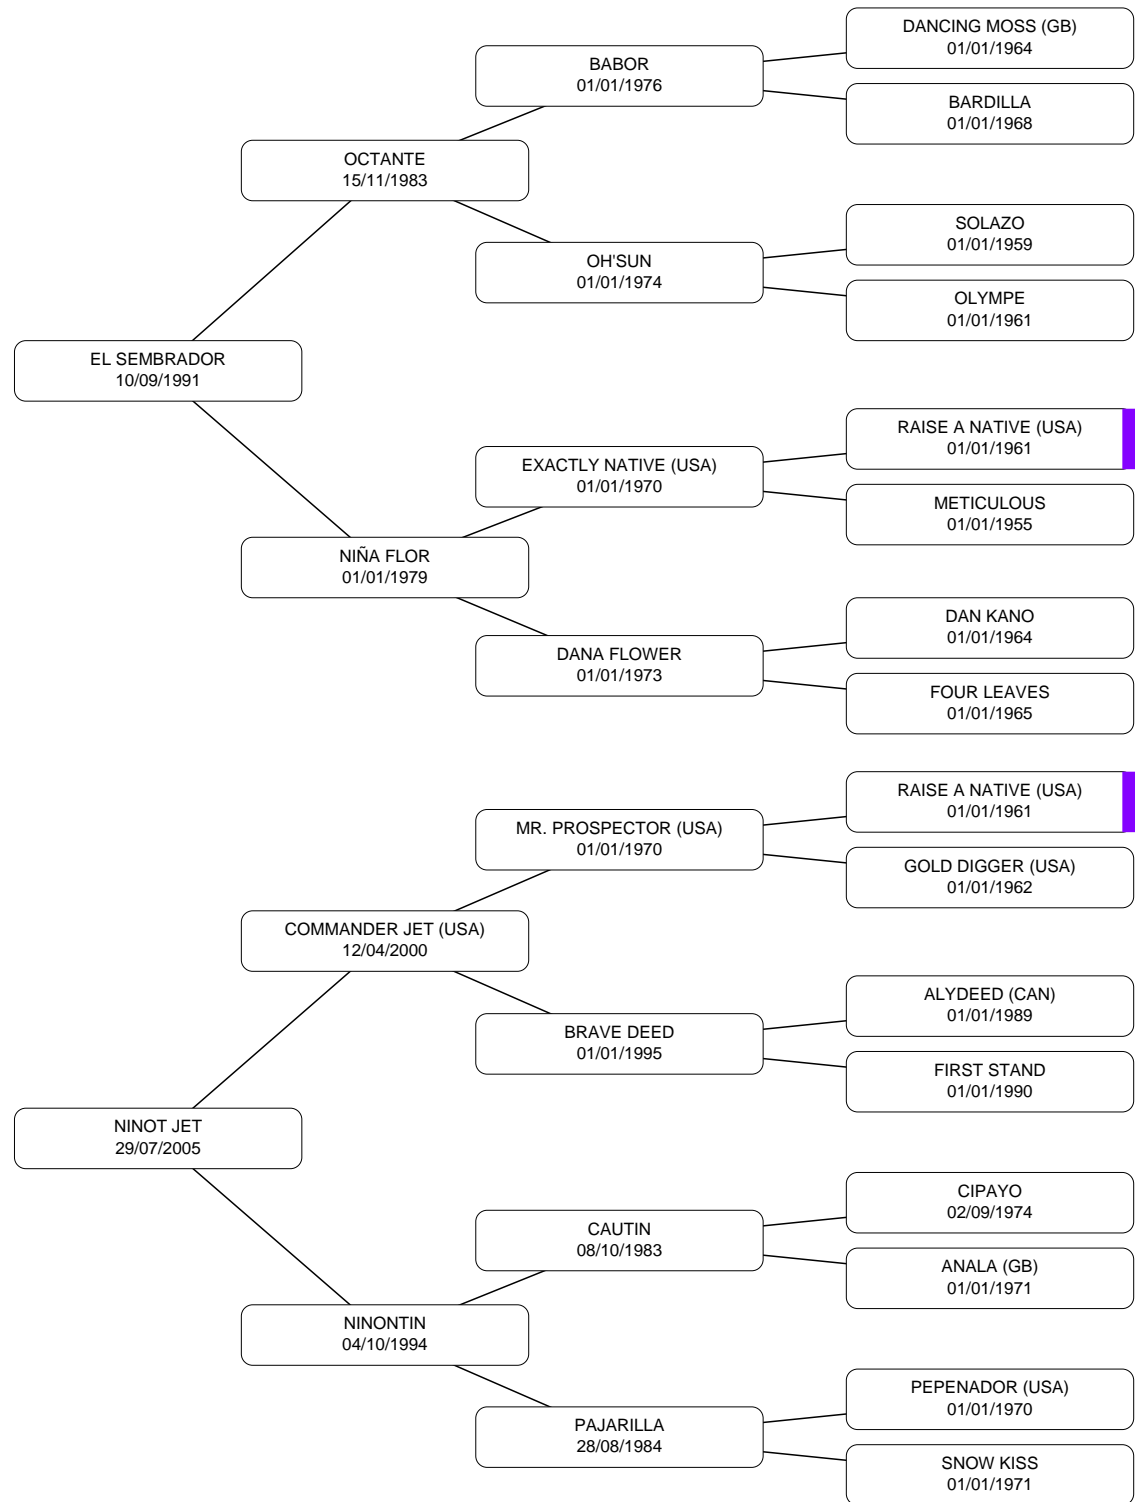 DANCING MOSS (GB)
01/01/1964
BABOR
01/01/1976
BARDILLA
01/01/1968
OCTANTE
15/11/1983
SOLAZO
01/01/1959
OH'SUN
01/01/1974
OLYMPE
01/01/1961
EL SEMBRADOR
10/09/1991
RAISE A NATIVE (USA)
01/01/1961
EXACTLY NATIVE (USA)
01/01/1970
METICULOUS
01/01/1955
NIÑA FLOR
01/01/1979
DAN KANO
01/01/1964
DANA FLOWER
01/01/1973
FOUR LEAVES
01/01/1965
RAISE A NATIVE (USA)
01/01/1961
MR. PROSPECTOR (USA)
01/01/1970
GOLD DIGGER (USA)
01/01/1962
COMMANDER JET (USA)
12/04/2000
ALYDEED (CAN)
01/01/1989
BRAVE DEED
01/01/1995
FIRST STAND
01/01/1990
NINOT JET
29/07/2005
CIPAYO
02/09/1974
CAUTIN
08/10/1983
ANALA (GB)
01/01/1971
NINONTIN
04/10/1994
PEPENADOR (USA)
01/01/1970
PAJARILLA
28/08/1984
SNOW KISS
01/01/1971